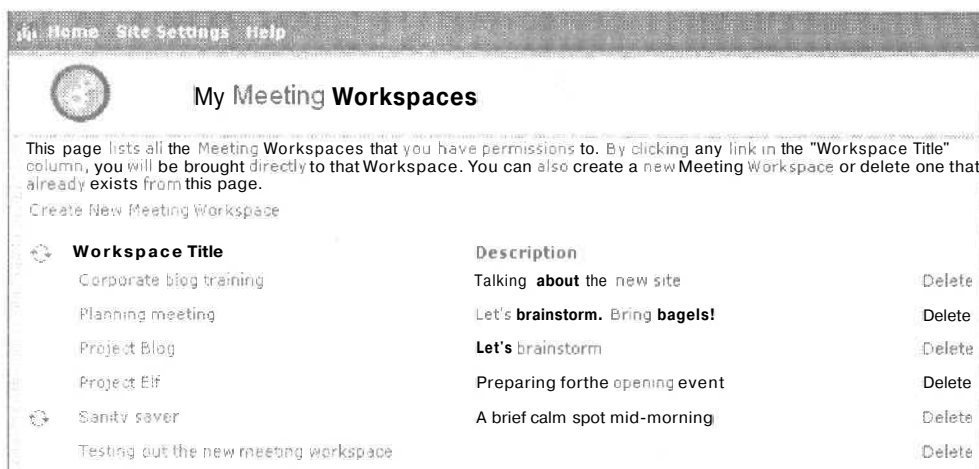 Home Site Settings Help
My Meeting Workspaces
This page lists all the Meeting Workspaces that you have permissions to. By clicking any link in the "Workspace Title"
column, you will be brought directly to that Workspace. You can also create a new Meeting Workspace or delete one that
already exists from this page.
Create New Meeting Workspace
Workspace Title Description
Corporate blog training Talking about the new site Delete
Planning meeting Let's brainstorm. Bring bagels! Delete
Project Blog Let's brainstorm Delete
Project Elf Preparing forthe opening event Delete
Sanity saver A brief calm spot mid-morning Delete
Testing out the new meeting workspace Delete